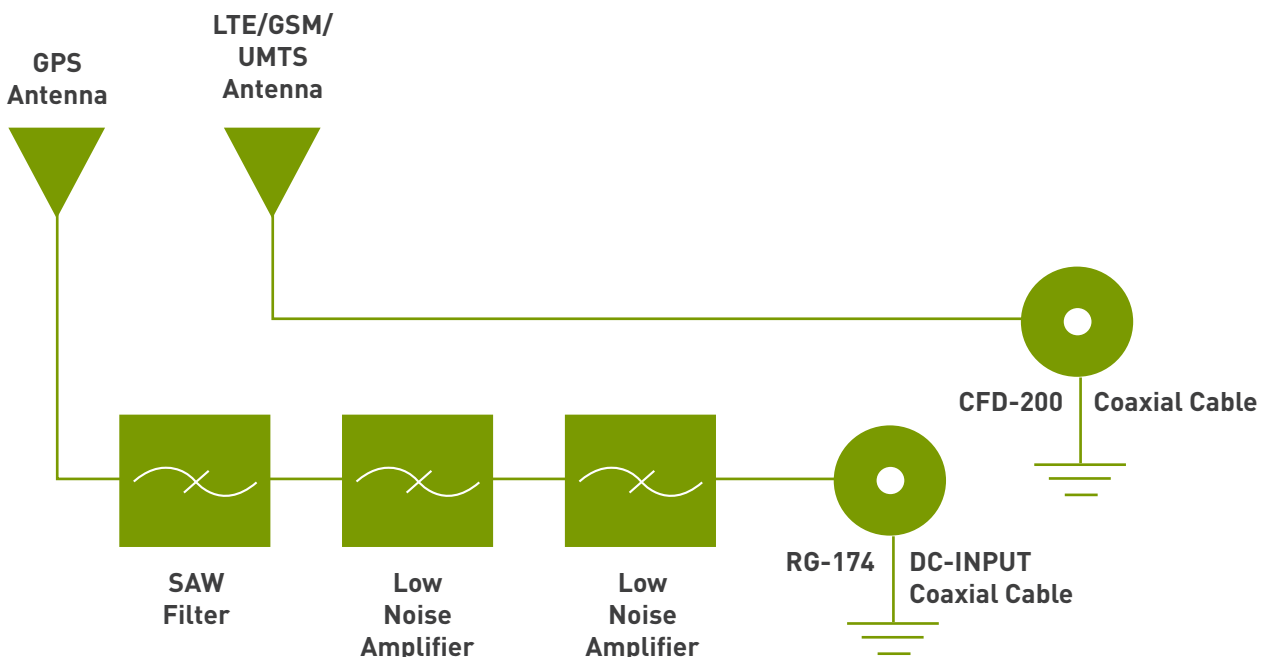 GPS
Antenna
LTE/GSM/
UMTS
Antenna
CFD-200
Coaxial Cable
RG-174
DC-INPUT
Coaxial Cable
SAW
Filter
Low
Noise
Amplifier
Low
Noise
Amplifier